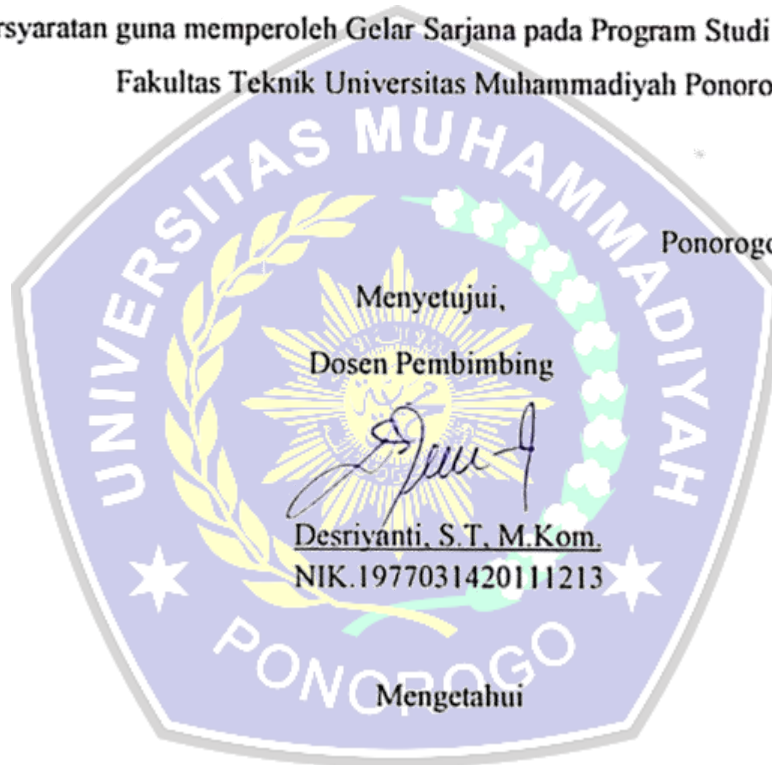 rsyaratan guna memperoleh Gelar Sarjana pada Program Studi
Fakultas Teknik Universitas Muhammadiyah Ponoro
UNIVERSITAS MUHAMMADIYAH
Ponorogo
Menyetujui,
Dosen Pembimbing
Desriyanti, S.T, M.Kom.
NIK.1977031420111213
PONOROGO
Mengetahui